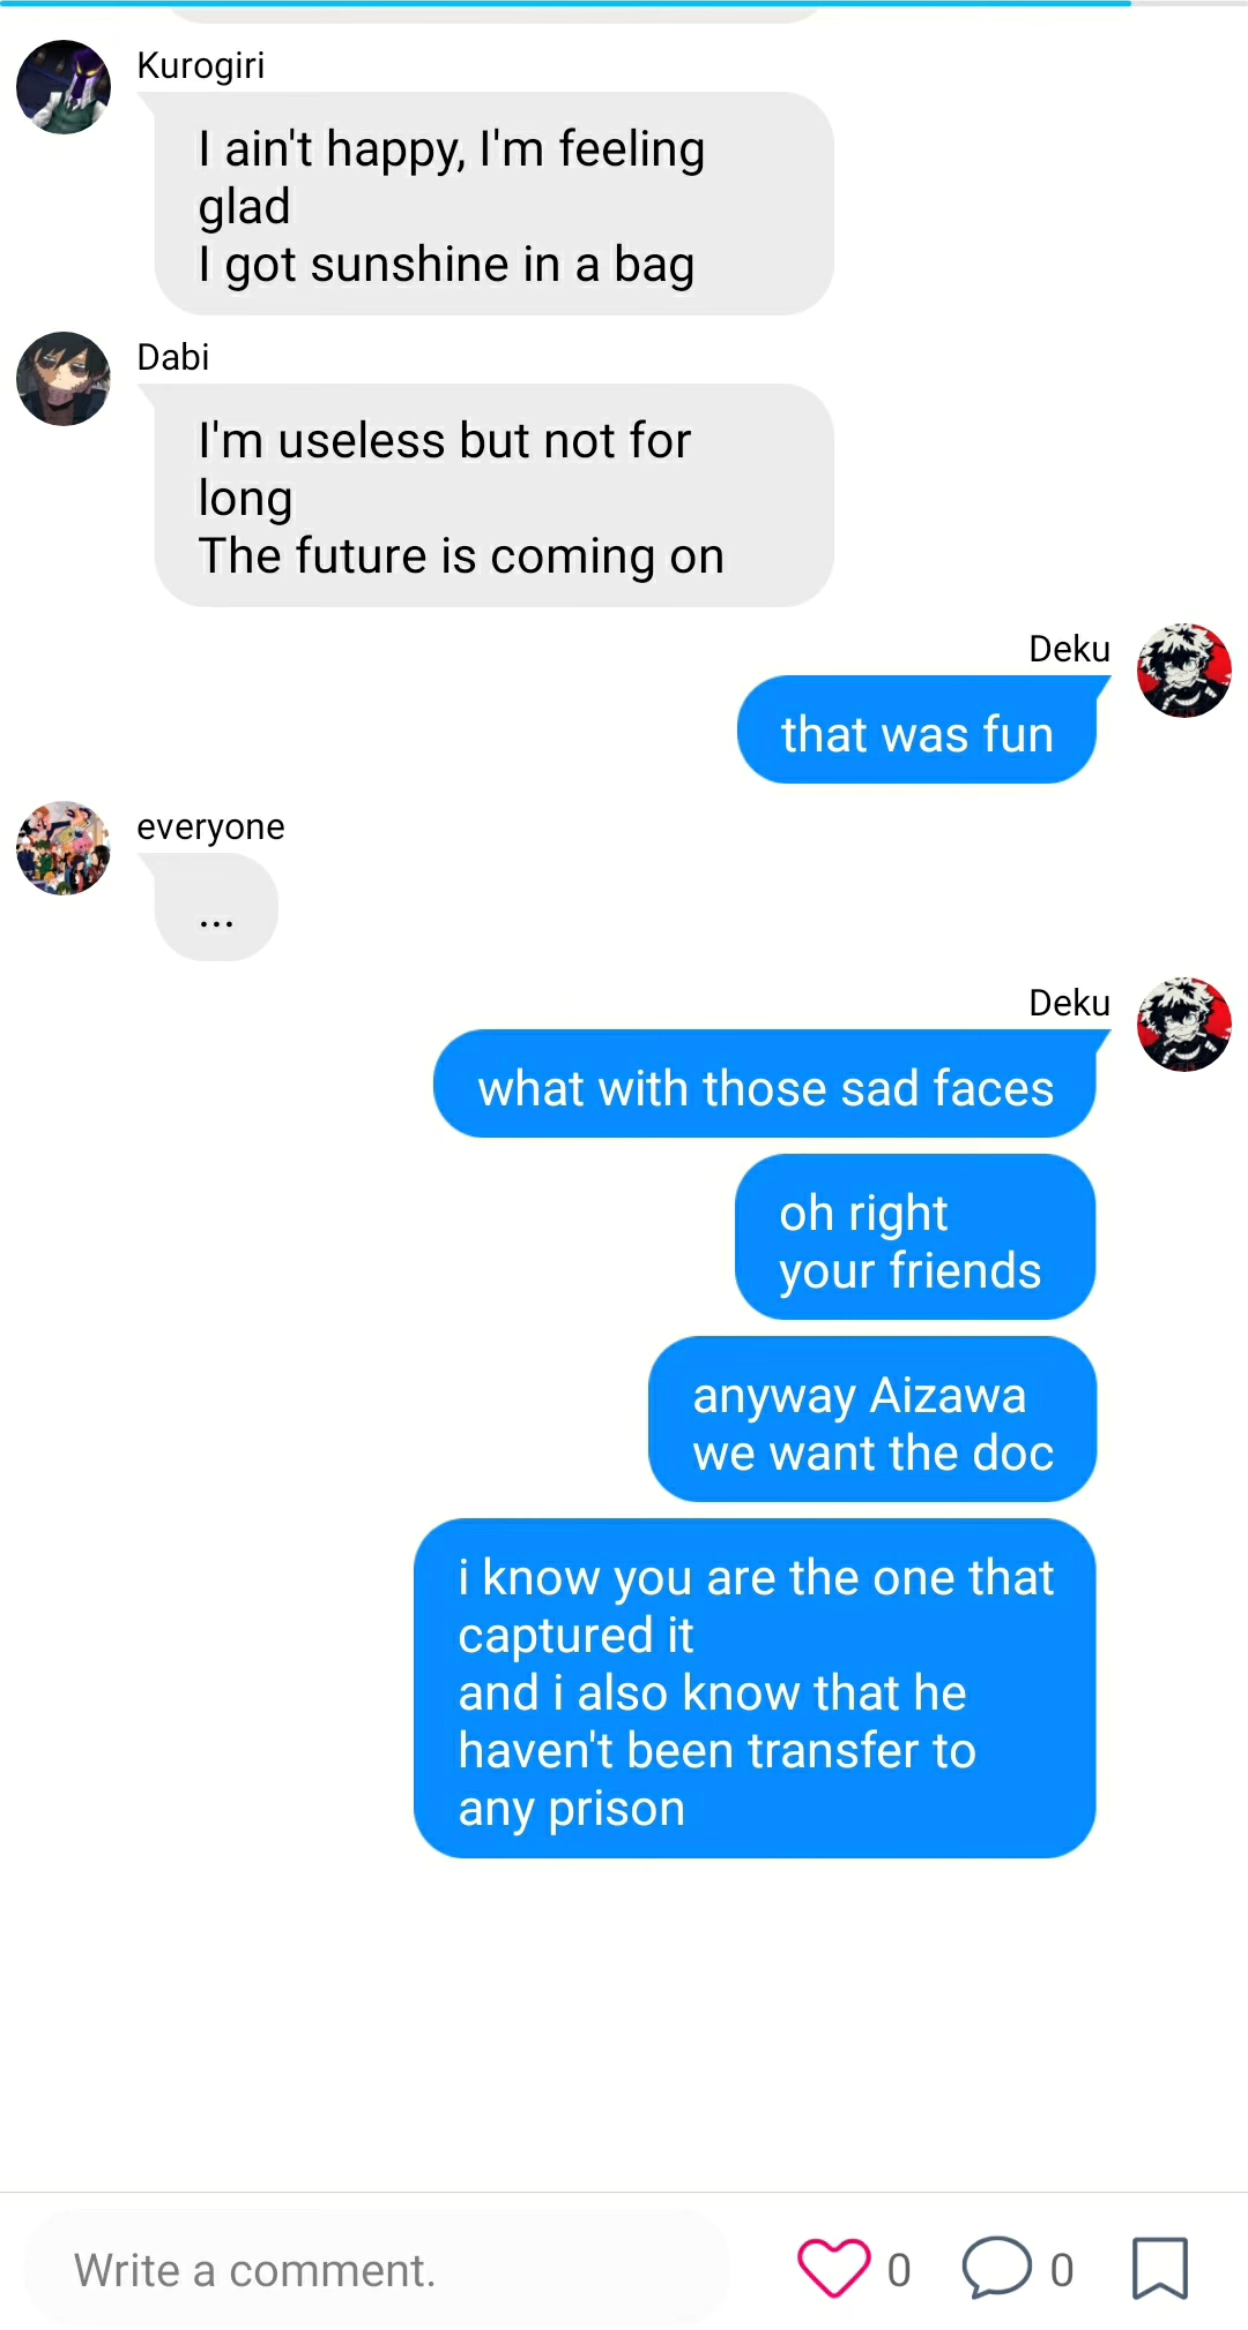 Kurogiri
I ain't happy, I'm feeling
glad
I got sunshine in a bag
Dabi
I'm useless but not for
long
The future is coming on
Deku
that was fun
everyone
...
Deku
what with those sad faces
oh right
your friends
anyway Aizawa
we want the doc
i know you are the one that
captured it
and i also know that he
haven't been transfer to
any prison
Write a comment.
0
0